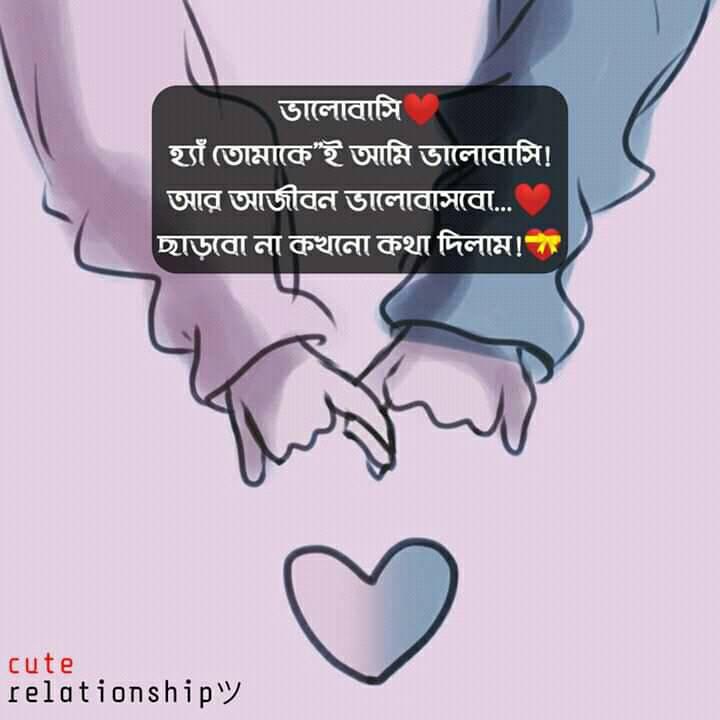 ভালোবাসি❤️
হ্যাঁ তোমাকে”ই আমি ভালোবাসি!
আর আজীবন ভালোবাসবো...❤️
ছাড়বো না কখনো কথা দিলাম!💝
cute
relationshipツ